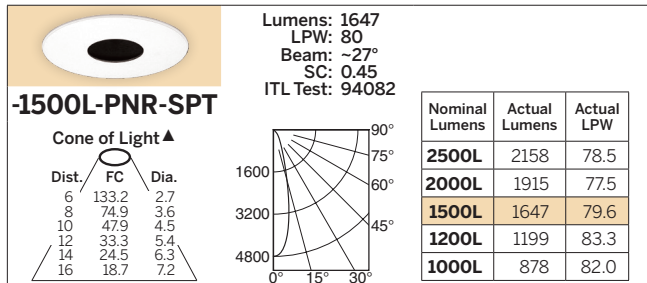 Lumens: 1647
LPW: 80
Beam: ~27°
SC: 0.45
ITL Test: 94082
-1500L-PNR-SPT
Cone of Light▲
Dist. FC Dia.
6 133.2 2.7
8 74.9 3.6
10 47.9 4.5
12 33.3 5.4
14 24.5 6.3
16 18.7 7.2
90°
75°
1600
60°
3200
45°
4800
0° 15° 30°
Nominal Lumens Actual Lumens Actual LPW
2500L 2158 78.5
2000L 1915 77.5
1500L 1647 79.6
1200L 1199 83.3
1000L 878 82.0